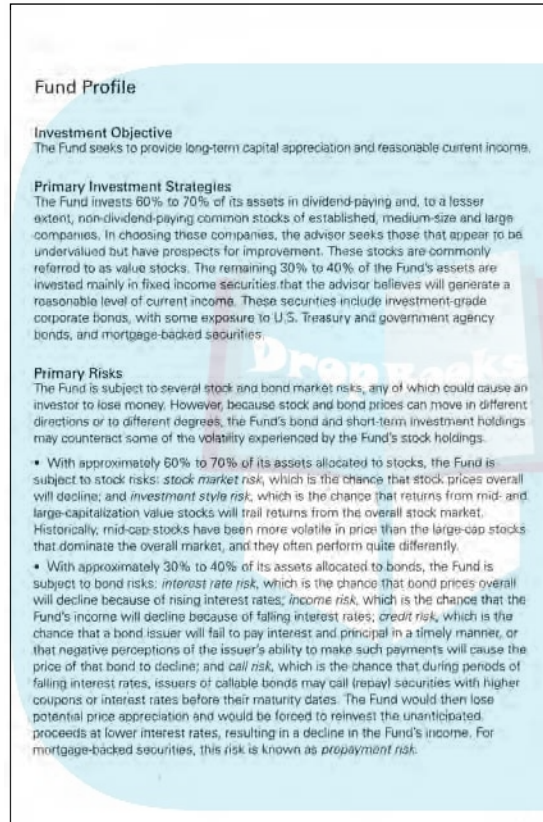 Fund Profile
Investment Objective
The Fund seeks to provide long-term capital appreciation and reasonable current income.
Primary Investment Strategies
The Fund invests 60% to 70% of its assets in dividend-paying and, to a lesser
extent, non-dividend-paying common stocks of established, medium-size and large
companies. In choosing these companies, the advisor seeks those that appear to be
undervalued but have prospects for improvement. These stocks are commonly
referred to as value stocks. The remaining 30% to 40% of the Fund's assets are
invested mainly in fixed income securities that the advisor believes will generate a
reasonable level of current income. These securities include investment-grade
corporate bonds, with some exposure to U.S. Treasury and government agency
bonds, and mortgage-backed securities.
Drop Books
Primary Risks
The Fund is subject to several stock and bond market risks, any of which could cause an
investor to lose money. However, because stock and bond prices can move in different
directions or to different degrees, the Fund's bond and short-term investment holdings
may counteract some of the volatility experienced by the Fund's stock holdings.
• With approximately 60% to 70% of its assets allocated to stocks, the Fund is
subject to stock risks: stock market risk, which is the chance that stock prices overall
will decline; and investment style risk, which is the chance that returns from mid- and
large-capitalization value stocks will trail returns from the overall stock market.
Historically, mid-cap stocks have been more volatile in price than the large-cap stocks
that dominate the overall market, and they often perform quite differently.
• With approximately 30% to 40% of its assets allocated to bonds, the Fund is
subject to bond risks: interest rate risk, which is the chance that bond prices overall
will decline because of rising interest rates; income risk, which is the chance that the
Fund's income will decline because of falling interest rates; credit risk, which is the
chance that a bond issuer will fail to pay interest and principal in a timely manner, or
that negative perceptions of the issuer's ability to make such payments will cause the
price of that bond to decline; and call risk, which is the chance that during periods of
falling interest rates, issuers of callable bonds may call (repay) securities with higher
coupons or interest rates before their maturity dates. The Fund would then lose
potential price appreciation and would be forced to reinvest the unanticipated
proceeds at lower interest rates, resulting in a decline in the Fund's income. For
mortgage-backed securities, this risk is known as prepayment risk.